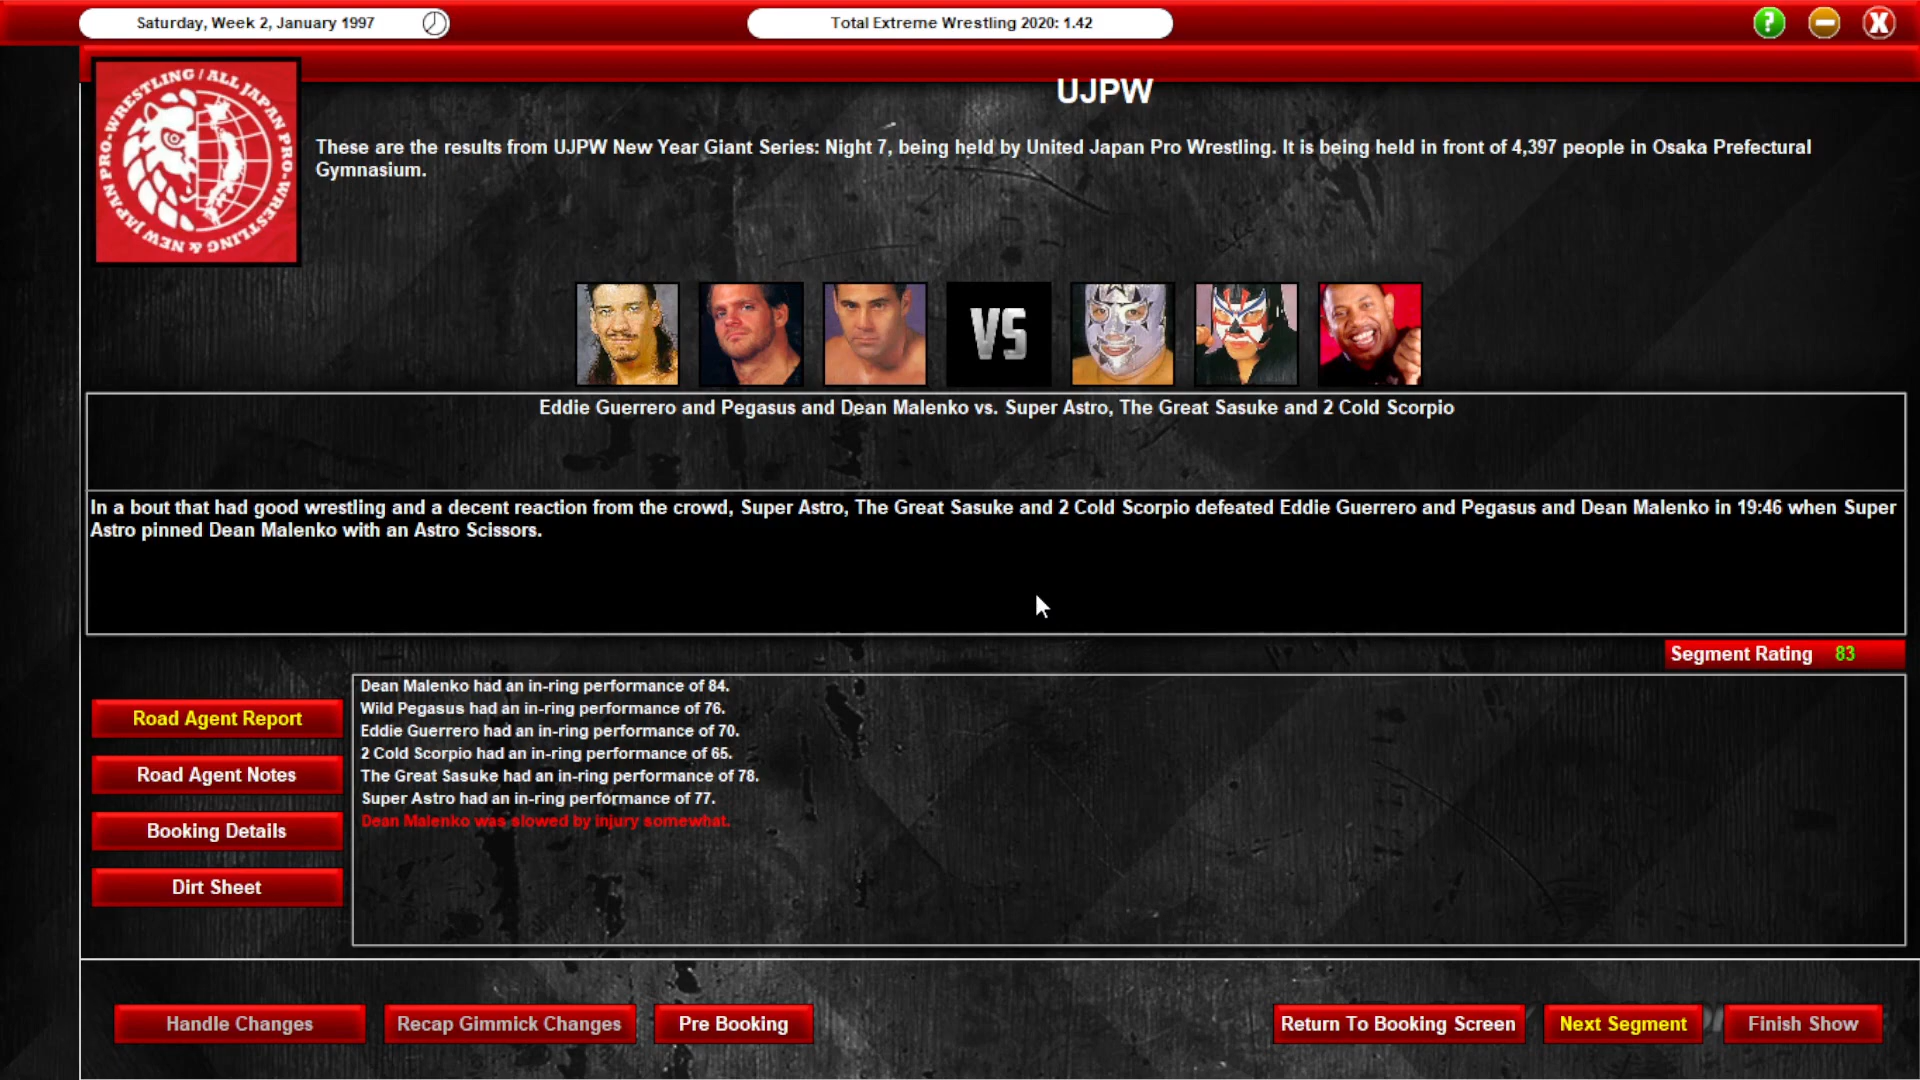 Saturday, Week 2, January 1997
Total Extreme Wrestling 2020: 1.42
?
X
PRO-WRESTLING / ALL JAPAN PRO-WRESTLING & NEW JAPAN
UJPW
These are the results from UJPW New Year Giant Series: Night 7, being held by United Japan Pro Wrestling. It is being held in front of 4,397 people in Osaka Prefectural
Gymnasium.
VS
Eddie Guerrero and Pegasus and Dean Malenko vs. Super Astro, The Great Sasuke and 2 Cold Scorpio
In a bout that had good wrestling and a decent reaction from the crowd, Super Astro, The Great Sasuke and 2 Cold Scorpio defeated Eddie Guerrero and Pegasus and Dean Malenko in 19:46 when Super
Astro pinned Dean Malenko with an Astro Scissors.
Segment Rating 83
Road Agent Report
Road Agent Notes
Booking Details
Dirt Sheet
Dean Malenko had an in-ring performance of 84.
Wild Pegasus had an in-ring performance of 76.
Eddie Guerrero had an in-ring performance of 70.
2 Cold Scorpio had an in-ring performance of 65.
The Great Sasuke had an in-ring performance of 78.
Super Astro had an in-ring performance of 77.
Dean Malenko was slowed by injury somewhat.
Handle Changes
Recap Gimmick Changes
Pre Booking
Return To Booking Screen
Next Segment
Finish Show